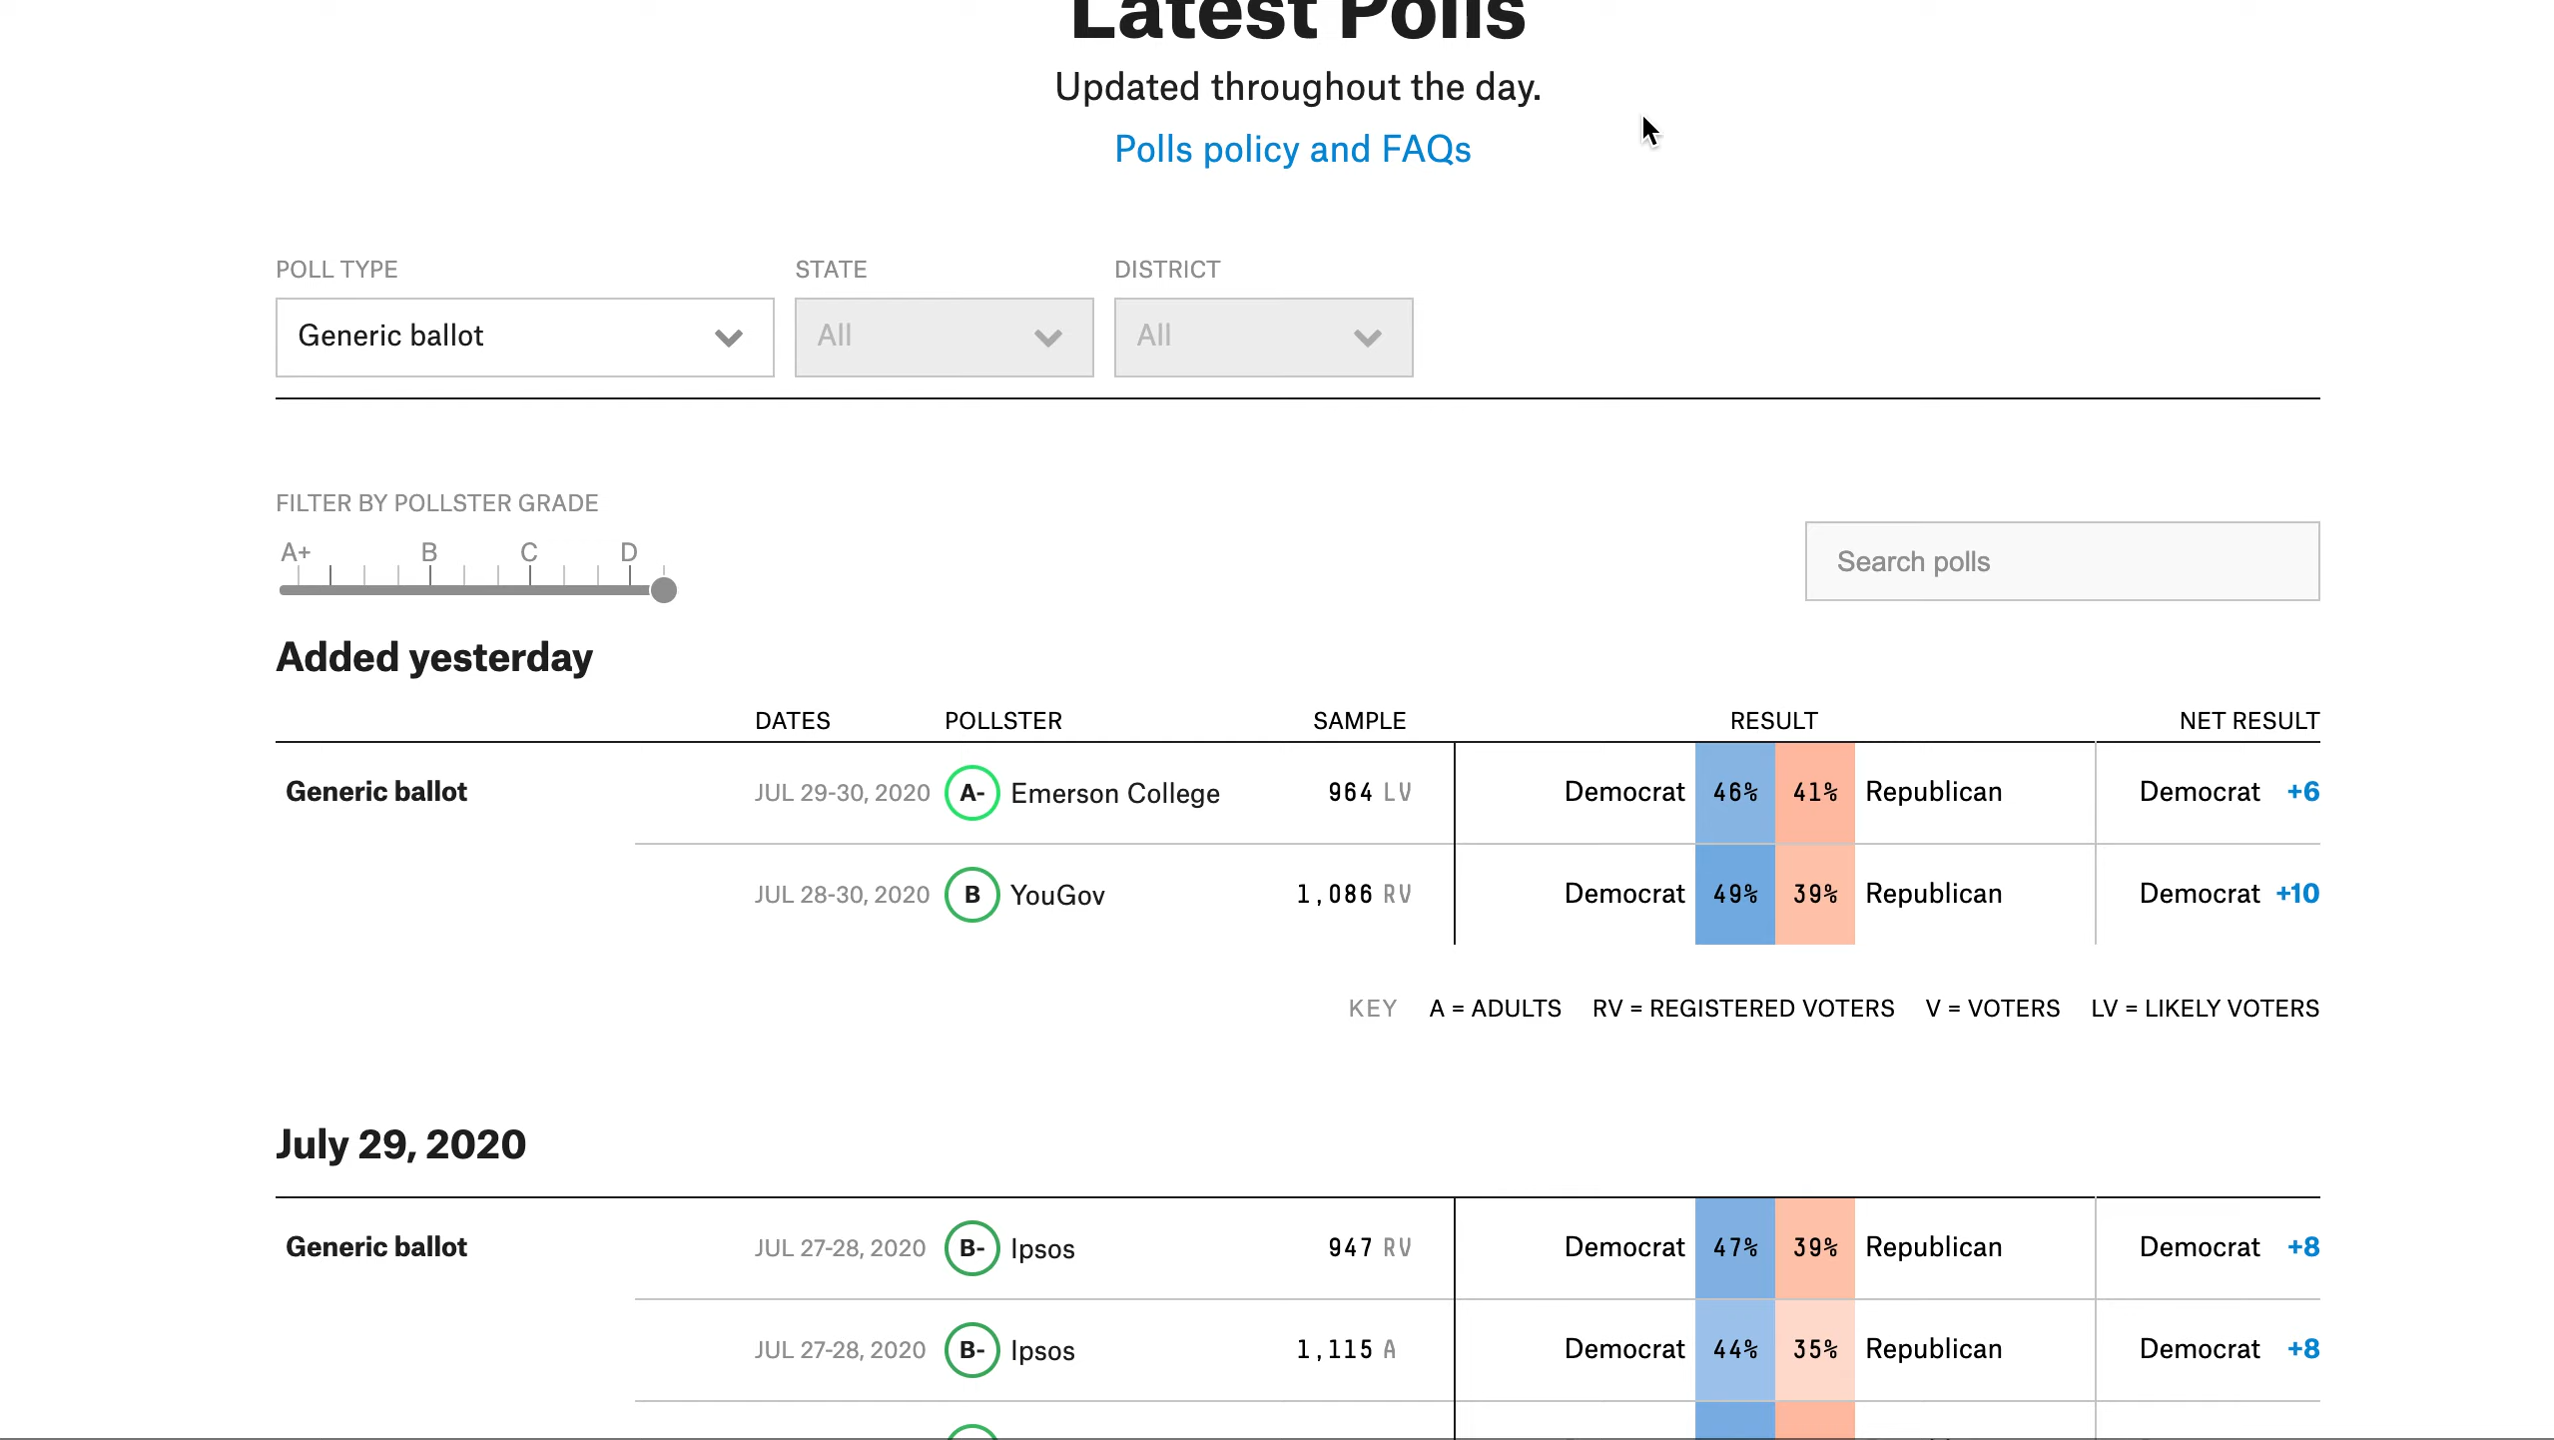 Latest Polls
Updated throughout the day.
Polls policy and FAQs
POLL TYPE STATE DISTRICT
Generic ballot All All
FILTER BY POLLSTER GRADE
A+ B C D
Search polls
Added yesterday
DATES POLLSTER SAMPLE RESULT NET RESULT
Generic ballot JUL 29-30, 2020 A- Emerson College 964 LV Democrat 46% 41% Republican Democrat +6
JUL 28-30, 2020 B YouGov 1,086 RV Democrat 49% 39% Republican Democrat +10
KEY A = ADULTS RV = REGISTERED VOTERS V = VOTERS LV = LIKELY VOTERS
July 29, 2020
Generic ballot JUL 27-28, 2020 B- Ipsos 947 RV Democrat 47% 39% Republican Democrat +8
JUL 27-28, 2020 B- Ipsos 1,115 A Democrat 44% 35% Republican Democrat +8